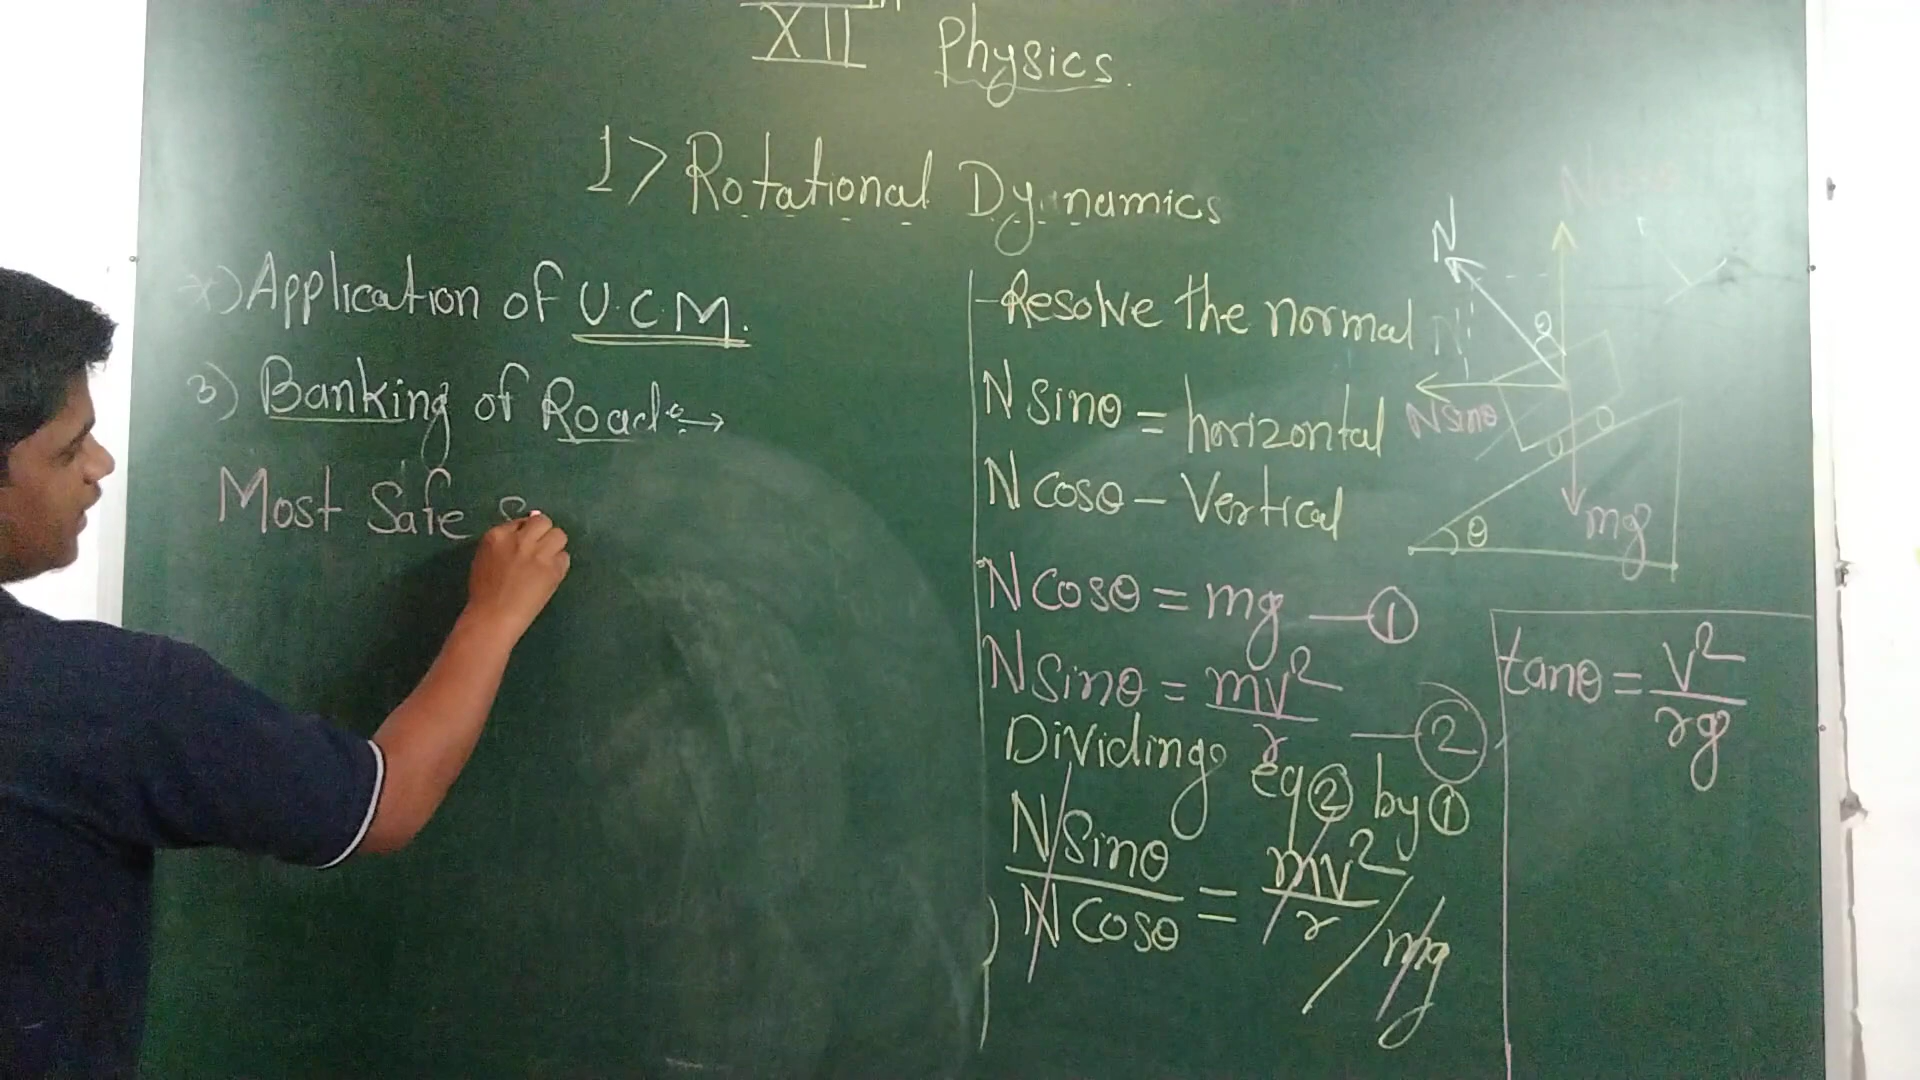 XII Physics.
1> Rotational Dynamics
x) Application of U.C.M.
3) Banking of Road :→
Most Safe S
-Resolve the normal
N sinθ = horizontal
N cosθ - Vertical
N cosθ = mg —①
N sinθ = mv²/r —②
Dividing eq ② by ①
N sinθ / N cosθ = mv²/r / mg
N
θ
N sinθ
mg
θ
tanθ = v²/rg